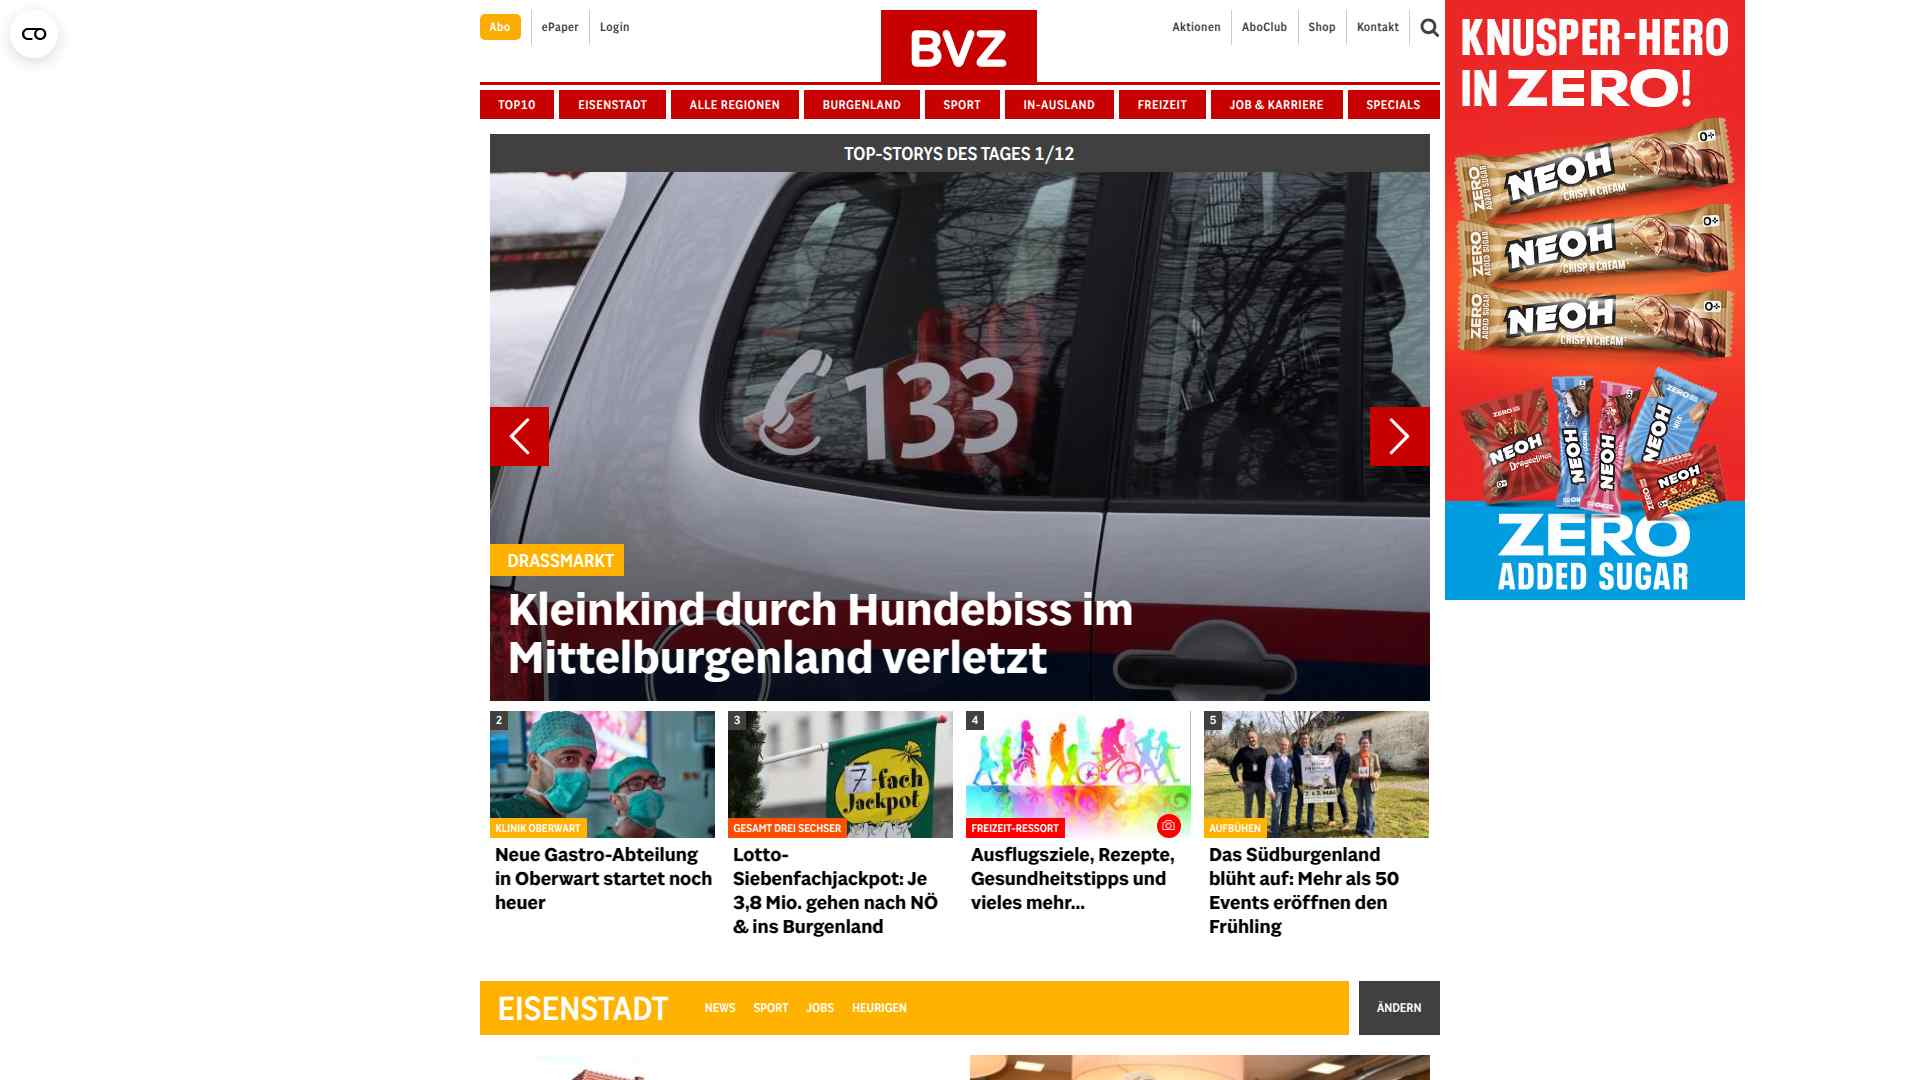 Abo
ePaper
Login
BVZ
Aktionen
AboClub
Shop
Kontakt
TOP10
EISENSTADT
ALLE REGIONEN
BURGENLAND
SPORT
IN-AUSLAND
FREIZEIT
JOB & KARRIERE
SPECIALS
TOP-STORYS DES TAGES 1/12
133
DRASSMARKT
Kleinkind durch Hundebiss im
Mittelburgenland verletzt
2
KLINIK OBERWART
Neue Gastro-Abteilung
in Oberwart startet noch
heuer
3
7-fach
Jackpot
GESAMT DREI SECHSER
Lotto-
Siebenfachjackpot: Je
3,8 Mio. gehen nach NÖ
& ins Burgenland
4
FREIZEIT-RESSORT
Ausflugsziele, Rezepte,
Gesundheitstipps und
vieles mehr...
5
AUFBÜHEN
Das Südburgenland
blüht auf: Mehr als 50
Events eröffnen den
Frühling
EISENSTADT
NEWS
SPORT
JOBS
HEURIGEN
ÄNDERN
KNUSPER-HERO
IN ZERO!
ZERO
ADDED SUGAR
NEOH
CRISP N CREAM
0+
ZERO
ADDED SUGAR
NEOH
CRISP N CREAM
0+
ZERO
ADDED SUGAR
NEOH
CRISP N CREAM
0+
NEOH
NEOH
NEOH
NEOH
NEOH
ZERO
ADDED SUGAR